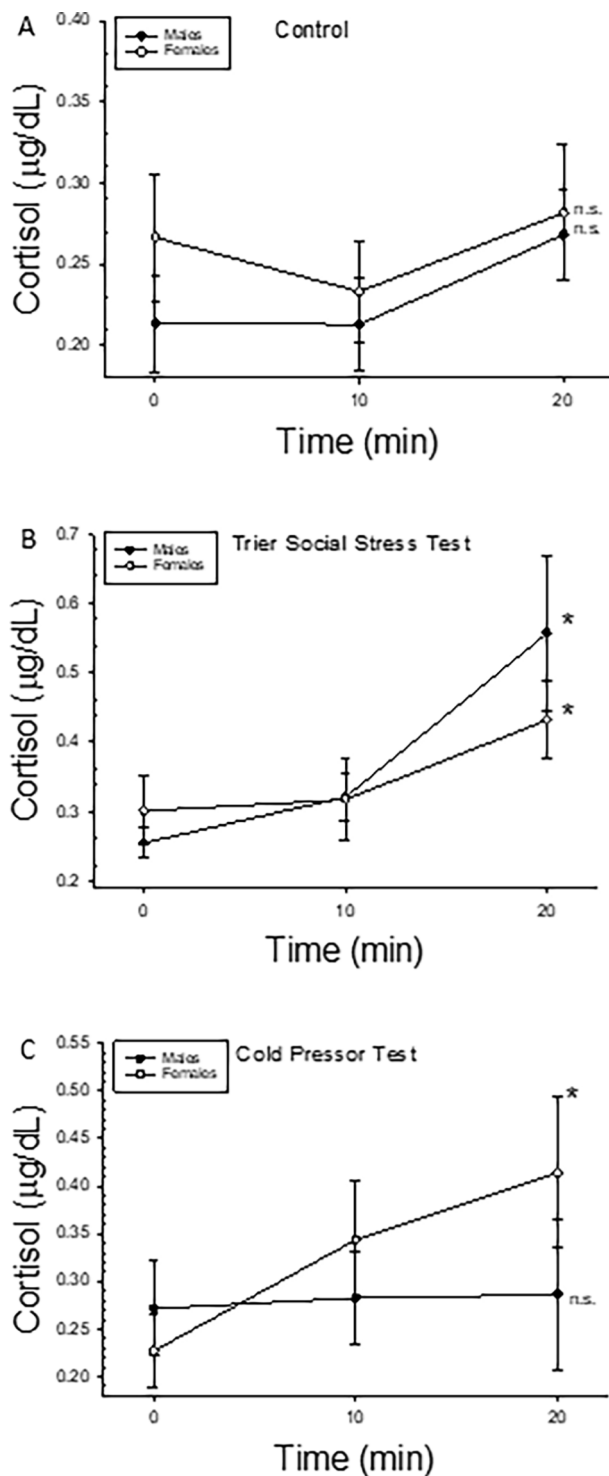 A
Control
Males
Females
0.40
0.35
0.30
0.25
0.20
Cortisol (µg/dL)
n.s.
n.s.
0 10 20
Time (min)
B
Trier Social Stress Test
Males
Females
0.7
0.6
0.5
0.4
0.3
0.2
Cortisol (µg/dL)
*
*
0 10 20
Time (min)
C
Cold Pressor Test
Males
Females
0.55
0.50
0.45
0.40
0.35
0.30
0.25
0.20
Cortisol (µg/dL)
*
n.s.
0 10 20
Time (min)